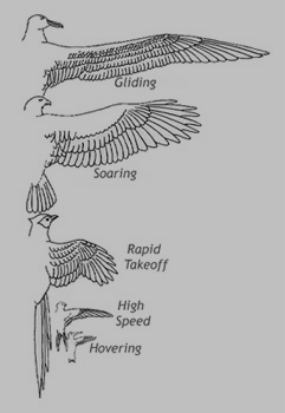 Gliding
Soaring
Rapid
Takeoff
High
Speed
Hovering